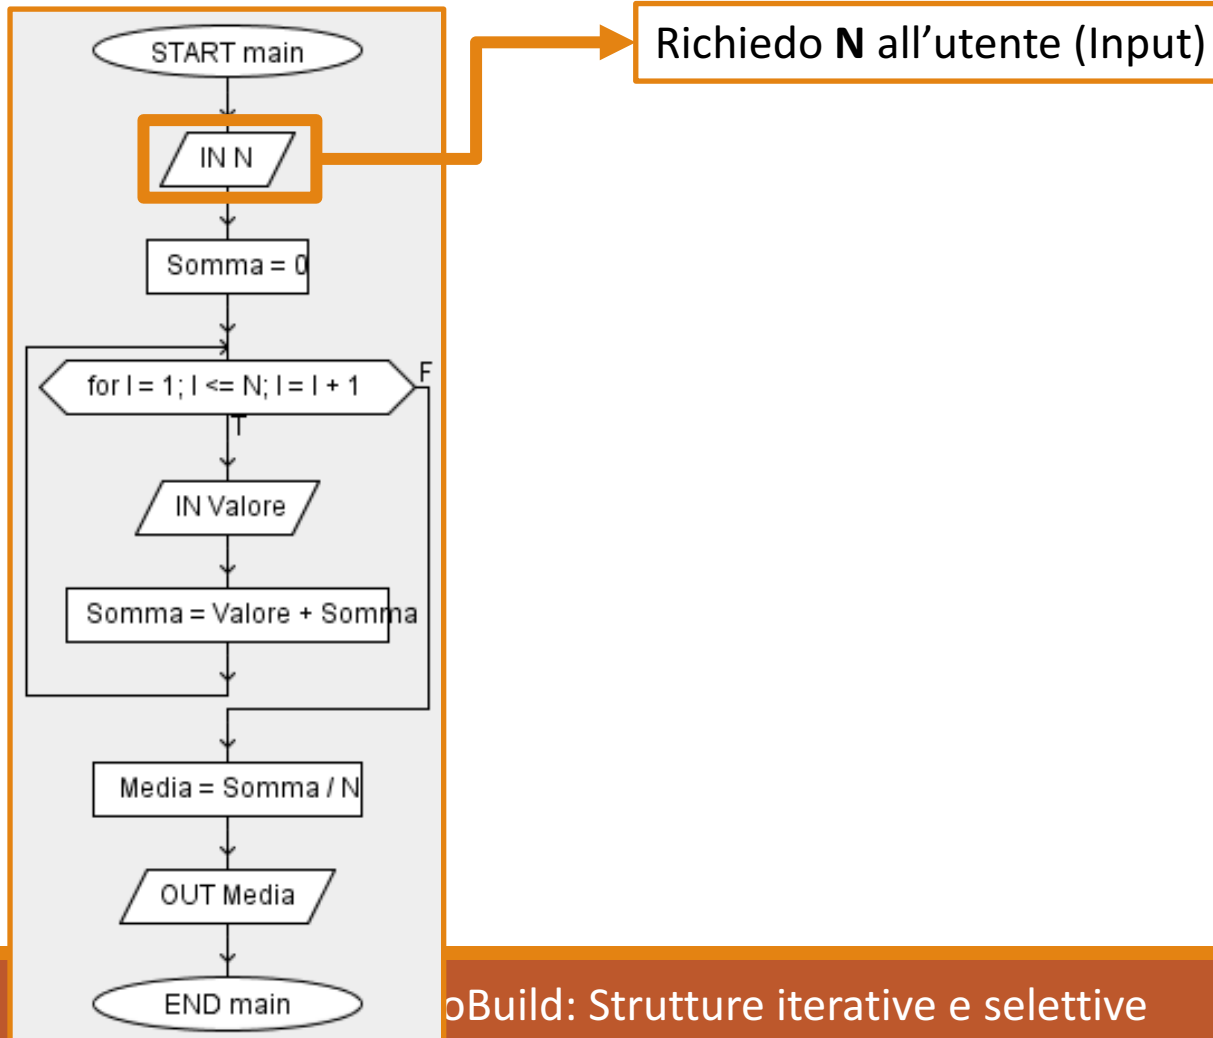 START main
Richiedo N all’utente (Input)
IN N
Somma = 0
for I = 1; I <= N; I = I + 1
F
T
IN Valore
Somma = Valore + Somma
Media = Somma / N
OUT Media
END main
oBuild: Strutture iterative e selettive